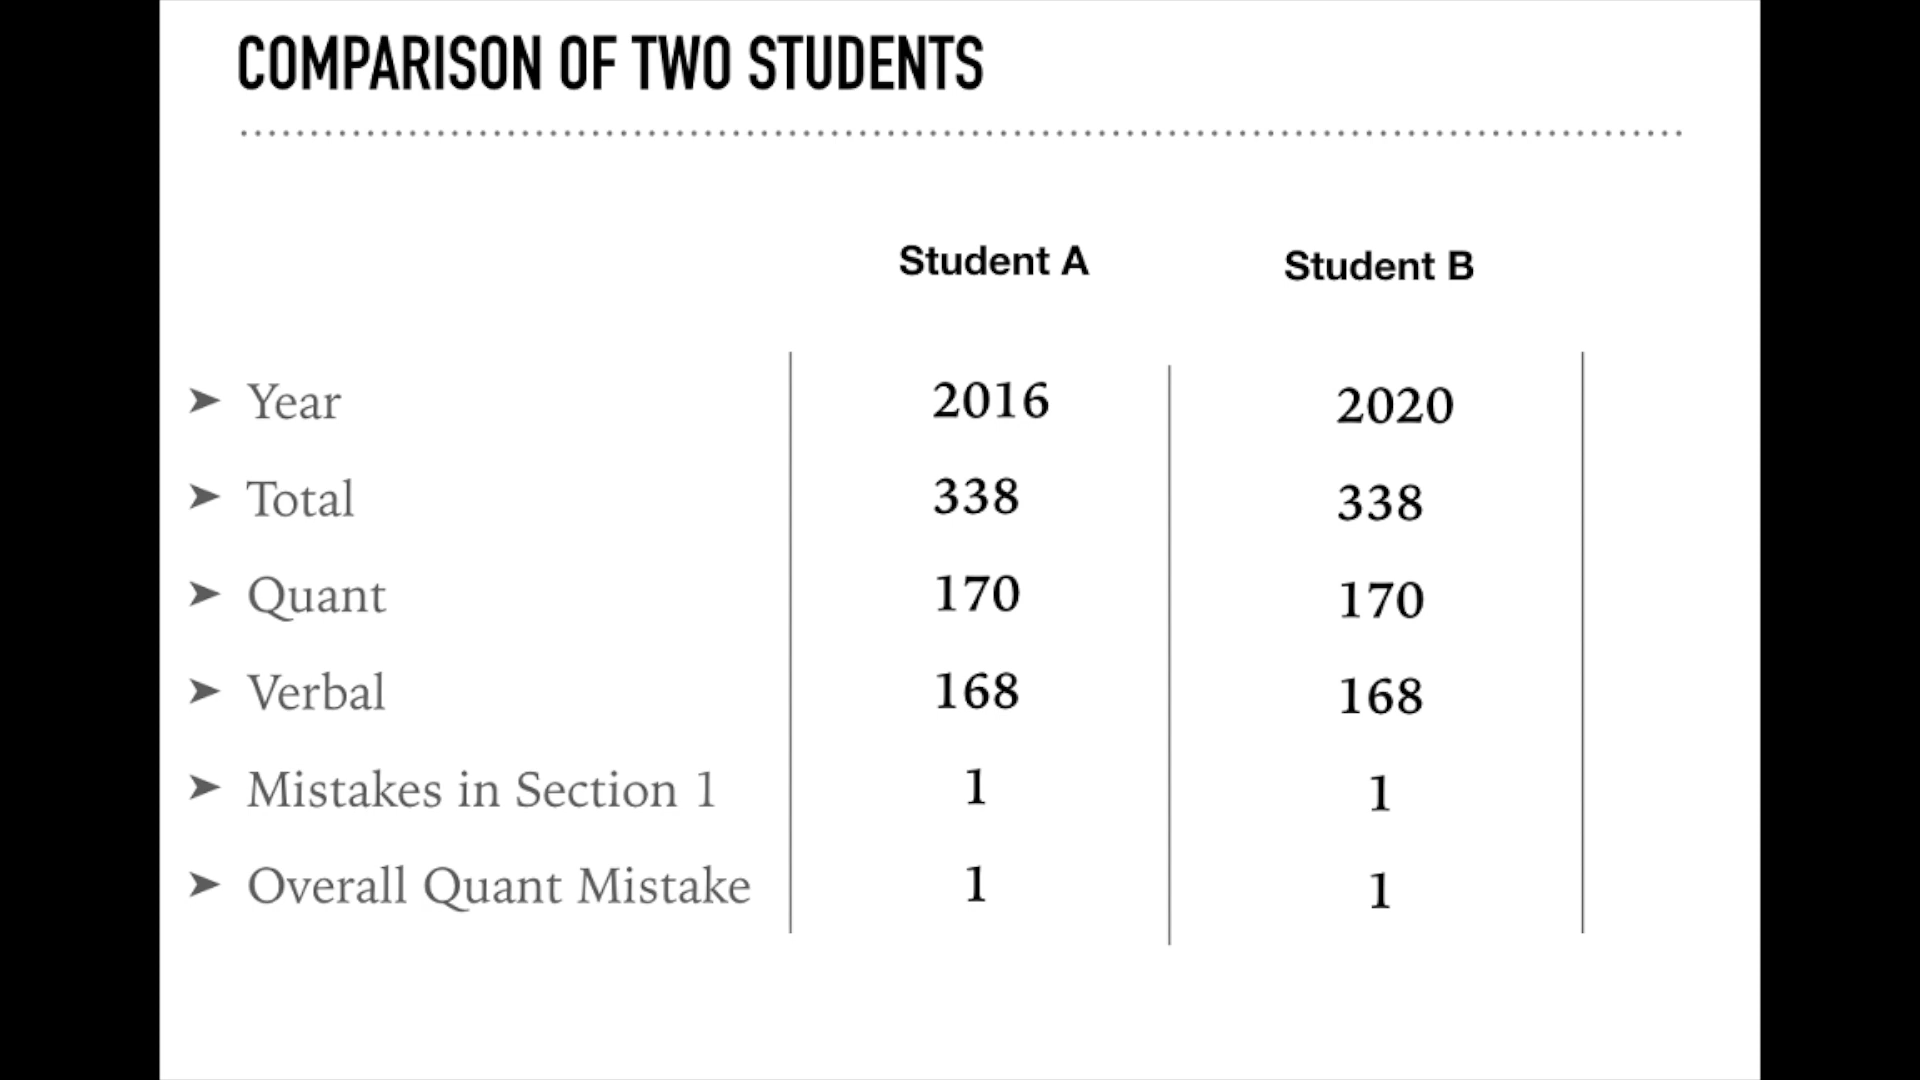 COMPARISON OF TWO STUDENTS
Student A Student B
Year 2016 2020
Total 338 338
Quant 170 170
Verbal 168 168
Mistakes in Section 1 1 1
Overall Quant Mistake 1 1